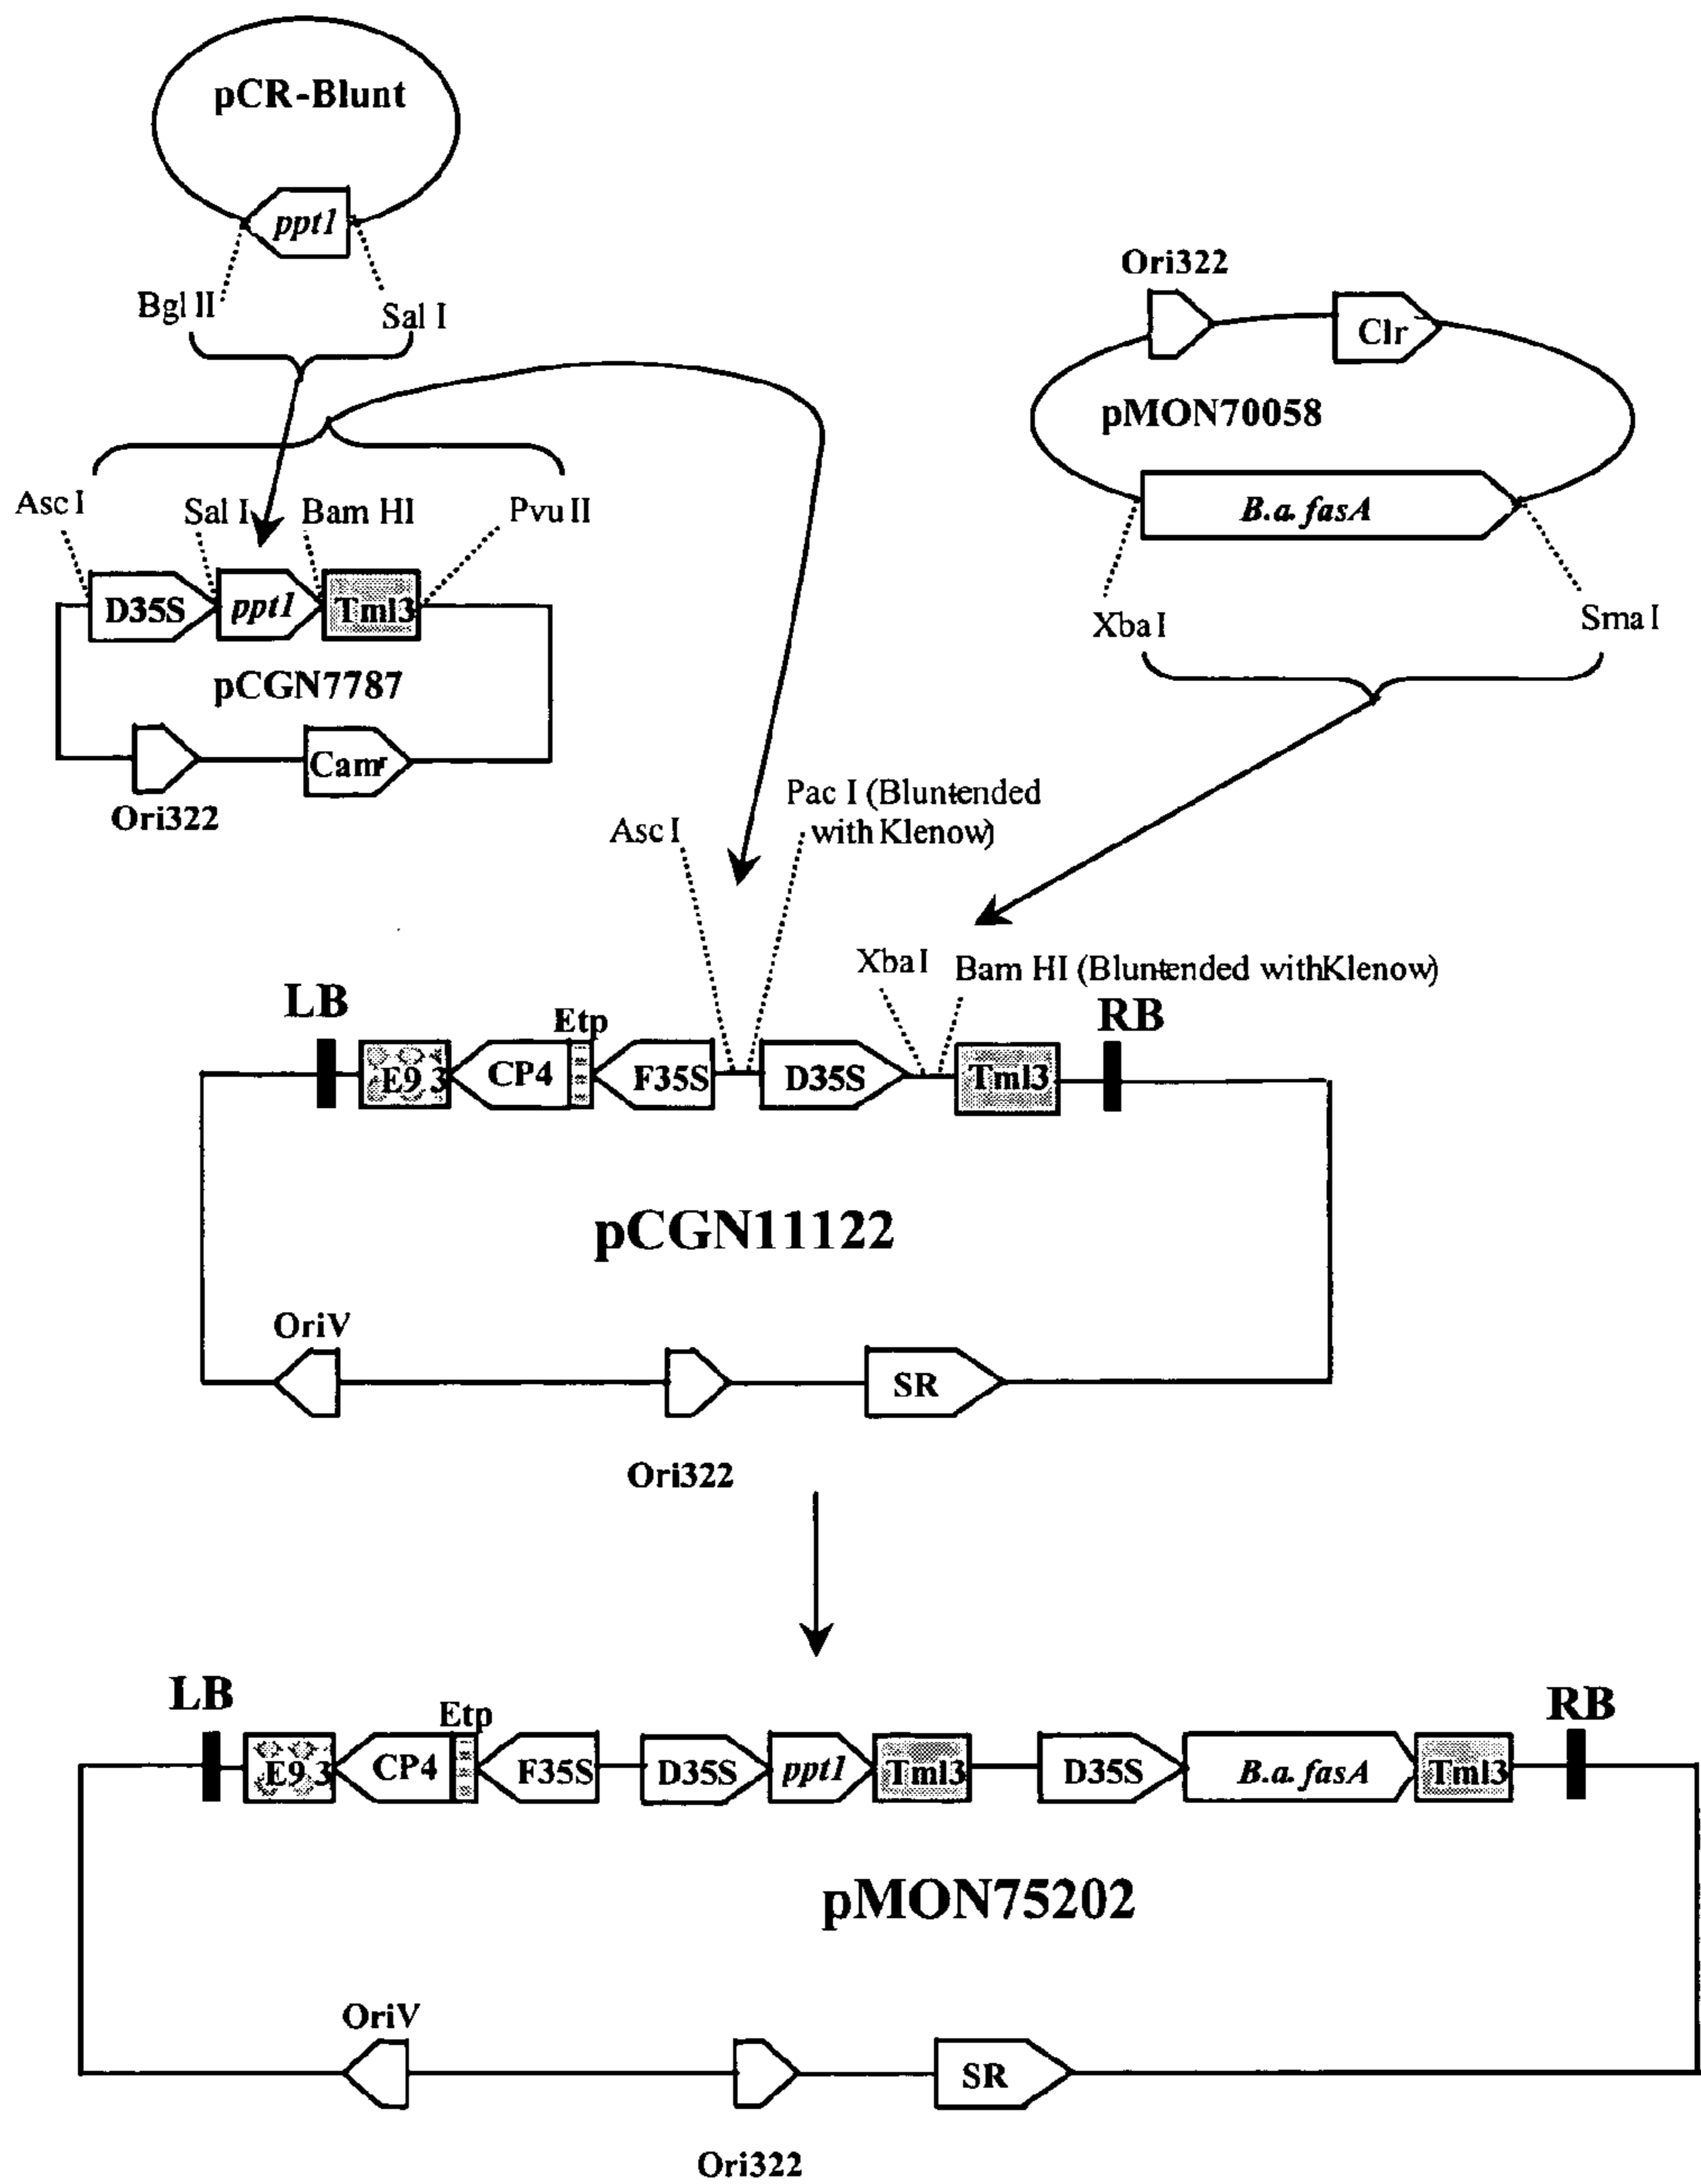 pCR-Blunt
ppt1
Bgl II
Sal I
Ori322
Clr
pMON70058
B.a. fasA
Xba I
Sma I
Asc I
Sal I
Bam HI
Pvu II
D35S
ppt1
Tml3
pCGN7787
Camr
Ori322
Asc I
Pac I (Bluntended
with Klenow)
Xba I
Bam HI (Bluntended withKlenow)
LB
Etp
RB
E9 3
CP4
F35S
D35S
Tml3
pCGN11122
OriV
SR
Ori322
LB
Etp
RB
E9 3
CP4
F35S
D35S
ppt1
Tml3
D35S
B.a. fasA
Tml3
pMON75202
OriV
SR
Ori322